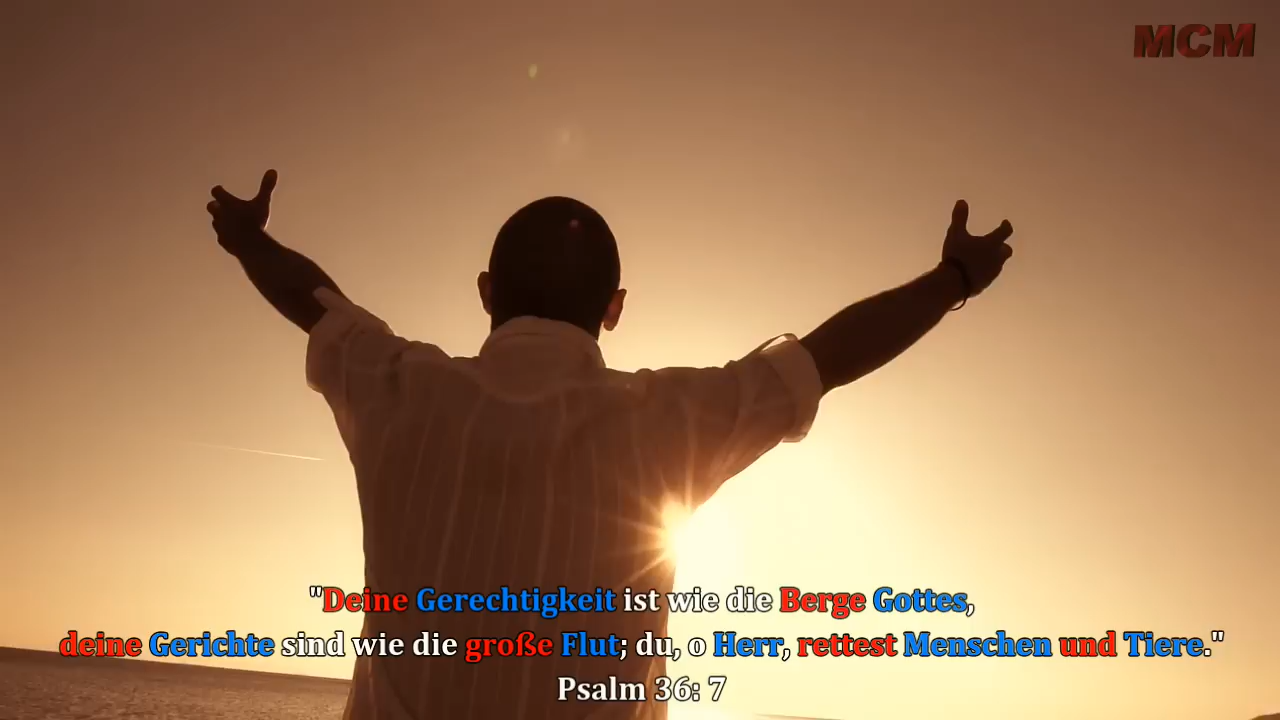 MCM
"Deine Gerechtigkeit ist wie die Berge Gottes,
deine Gerichte sind wie die große Flut; du, o Herr, rettest Menschen und Tiere."
Psalm 36: 7